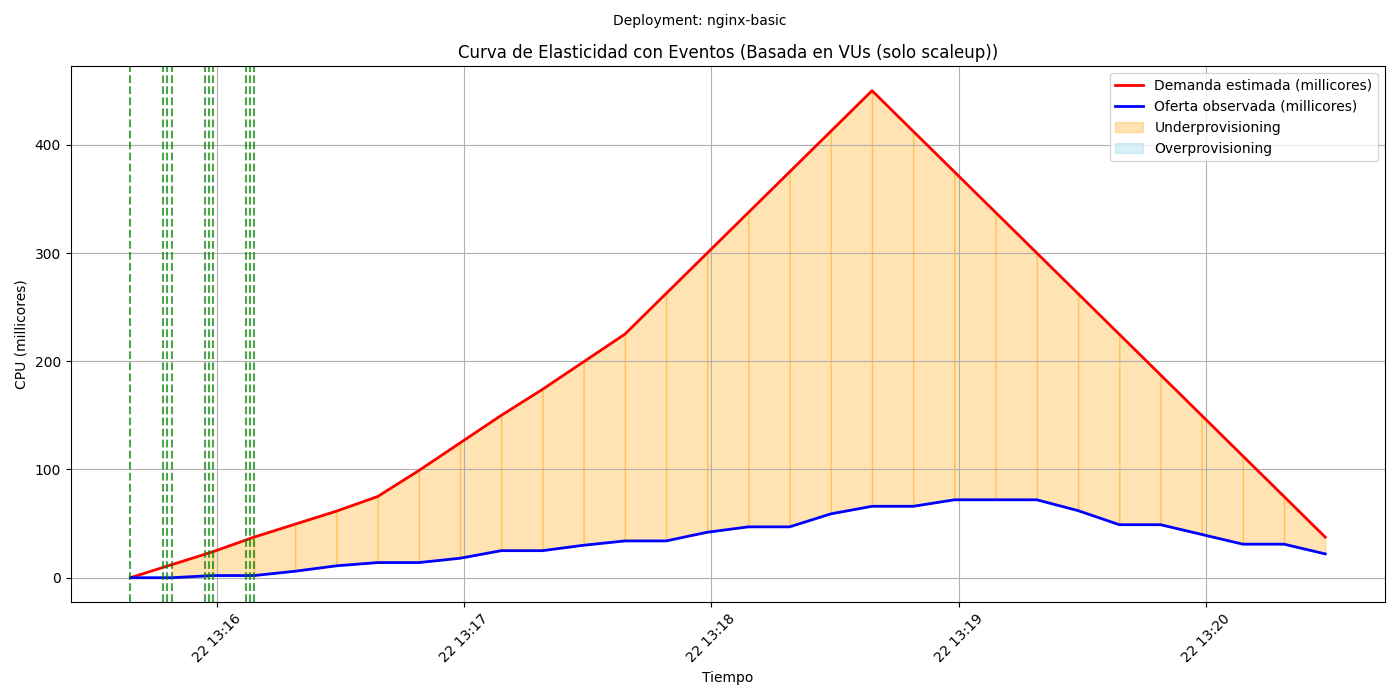 Deployment: nginx-basic
Curva de Elasticidad con Eventos (Basada en VUs (solo scaleup))
Demanda estimada (millicores)
Oferta observada (millicores)
Underprovisioning
Overprovisioning
CPU (millicores)
400
300
200
100
0
22 13:16
22 13:17
22 13:18
22 13:19
22 13:20
Tiempo